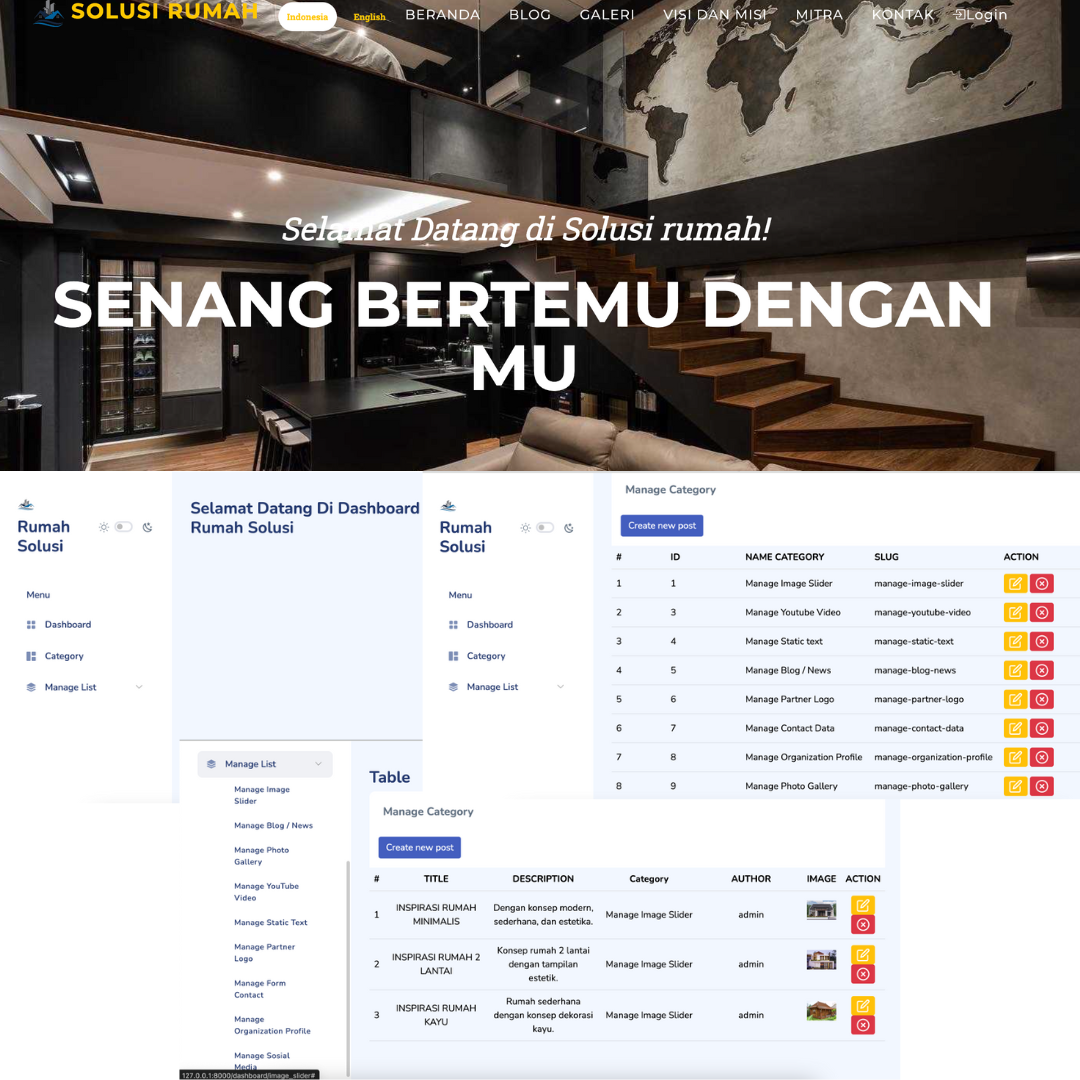 SOLUSI RUMAH Indonesia English BERANDA BLOG GALERI VISI DAN MISI MITRA KONTAK Login
Selamat Datang di Solusi rumah!
SENANG BERTEMU DENGAN
MU
Rumah
Solusi
Menu
Dashboard
Category
Manage List
Selamat Datang Di Dashboard
Rumah Solusi
Rumah
Solusi
Menu
Dashboard
Category
Manage List
Manage Category
Create new post
# ID NAME CATEGORY SLUG ACTION
1 1 Manage Image Slider manage-image-slider
2 3 Manage Youtube Video manage-youtube-video
3 4 Manage Static text manage-static-text
4 5 Manage Blog / News manage-blog-news
5 6 Manage Partner Logo manage-partner-logo
6 7 Manage Contact Data manage-contact-data
7 8 Manage Organization Profile manage-organization-profile
8 9 Manage Photo Gallery manage-photo-gallery
Manage List
Manage Image
Slider
Manage Blog / News
Manage Photo
Gallery
Manage YouTube
Video
Manage Static Text
Manage Partner
Logo
Manage Form
Contact
Manage
Organization Profile
Manage Sosial
Media
127.0.0.1:8000/dashboard/image_slider#
Table
Manage Category
Create new post
# TITLE DESCRIPTION Category AUTHOR IMAGE ACTION
1 INSPIRASI RUMAH MINIMALIS Dengan konsep modern, sederhana, dan estetika. Manage Image Slider admin
2 INSPIRASI RUMAH 2 LANTAI Konsep rumah 2 lantai dengan tampilan estetik. Manage Image Slider admin
3 INSPIRASI RUMAH KAYU Rumah sederhana dengan konsep dekorasi kayu. Manage Image Slider admin